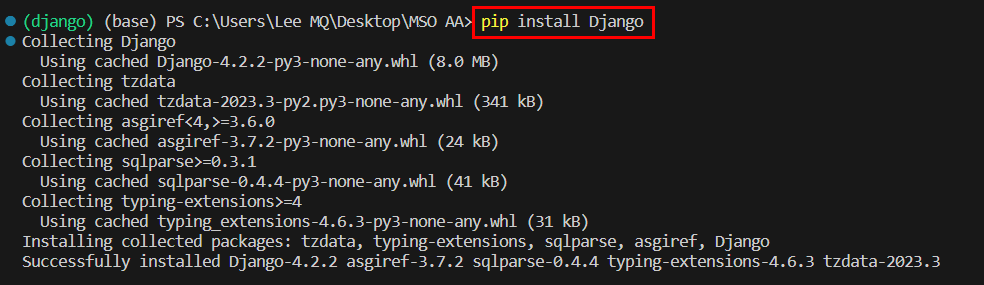 (django) (base) PS C:\Users\Lee MQ\Desktop\MSO AA> pip install Django
Collecting Django
  Using cached Django-4.2.2-py3-none-any.whl (8.0 MB)
Collecting tzdata
  Using cached tzdata-2023.3-py2.py3-none-any.whl (341 kB)
Collecting asgiref<4,>=3.6.0
  Using cached asgiref-3.7.2-py3-none-any.whl (24 kB)
Collecting sqlparse>=0.3.1
  Using cached sqlparse-0.4.4-py3-none-any.whl (41 kB)
Collecting typing-extensions>=4
  Using cached typing_extensions-4.6.3-py3-none-any.whl (31 kB)
Installing collected packages: tzdata, typing-extensions, sqlparse, asgiref, Django
Successfully installed Django-4.2.2 asgiref-3.7.2 sqlparse-0.4.4 typing-extensions-4.6.3 tzdata-2023.3